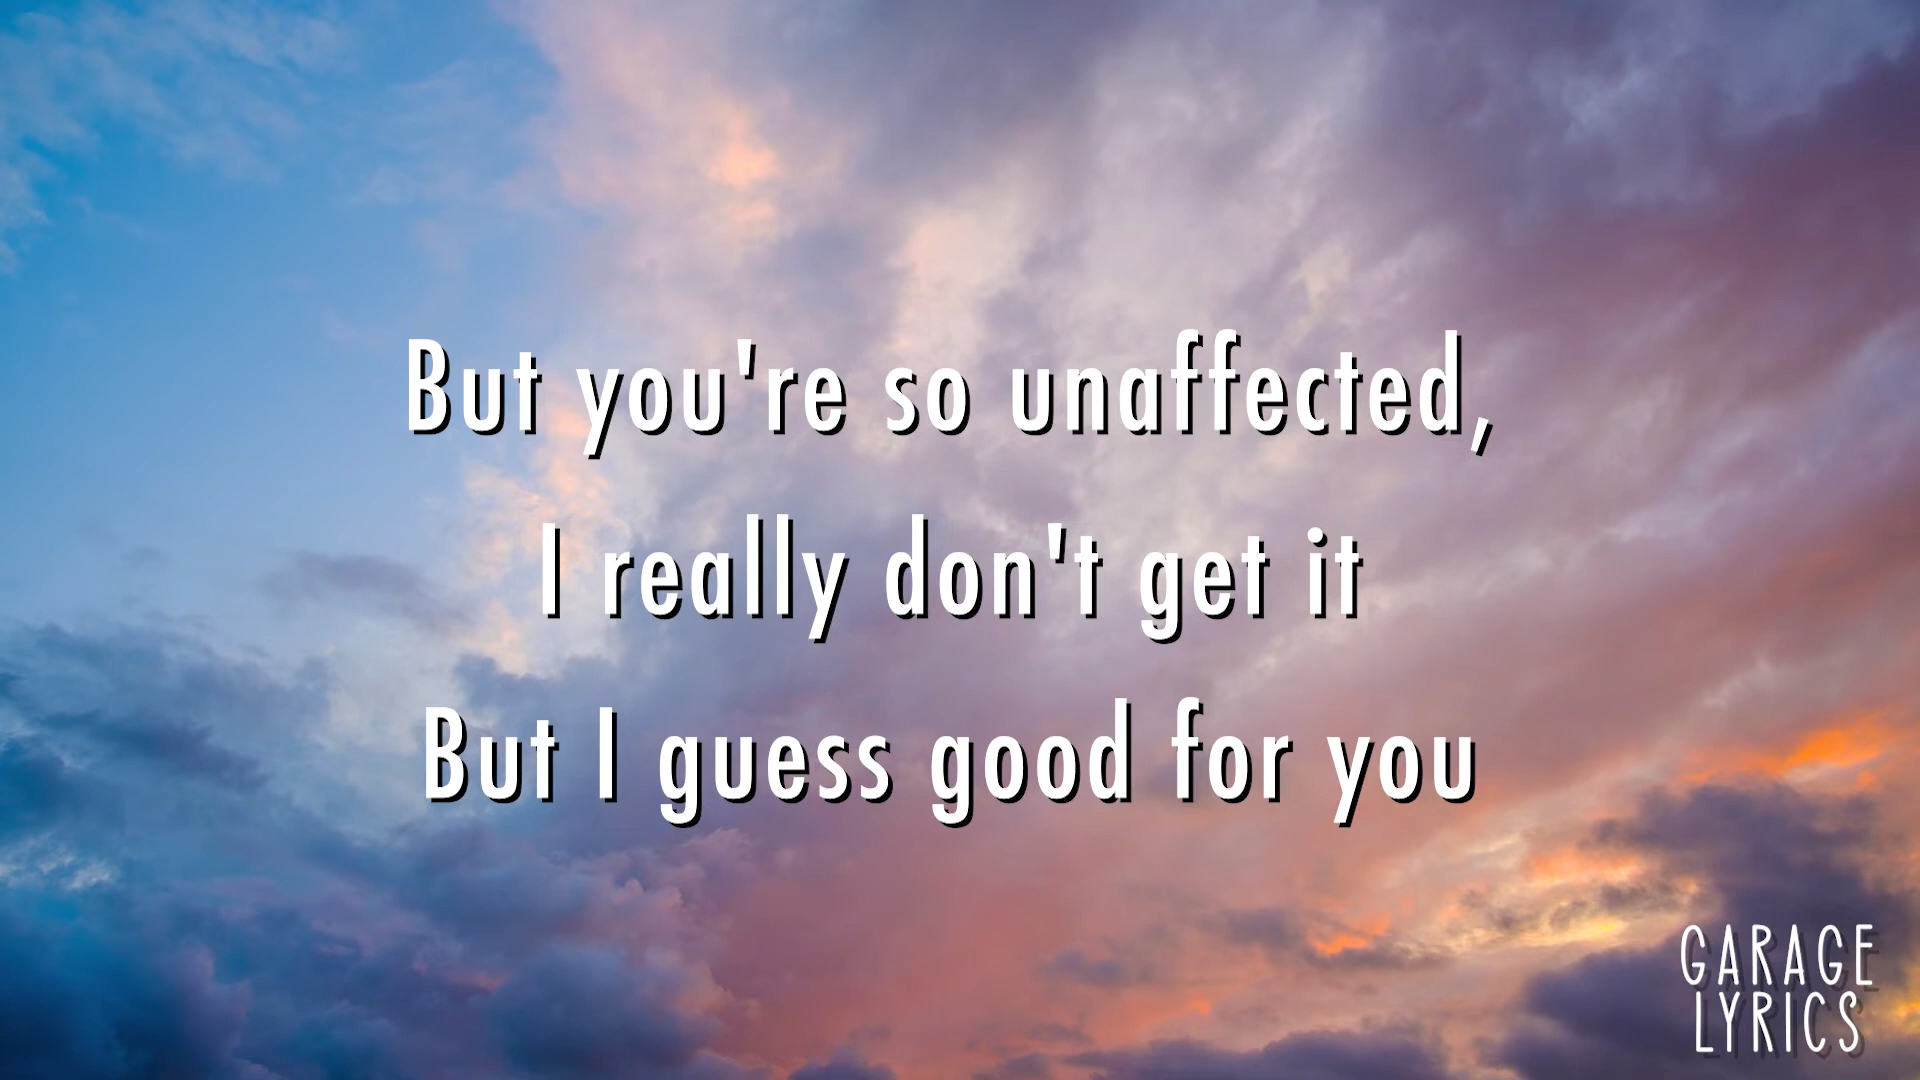 But you're so unaffected,
I really don't get it
But I guess good for you
GARAGE
LYRICS